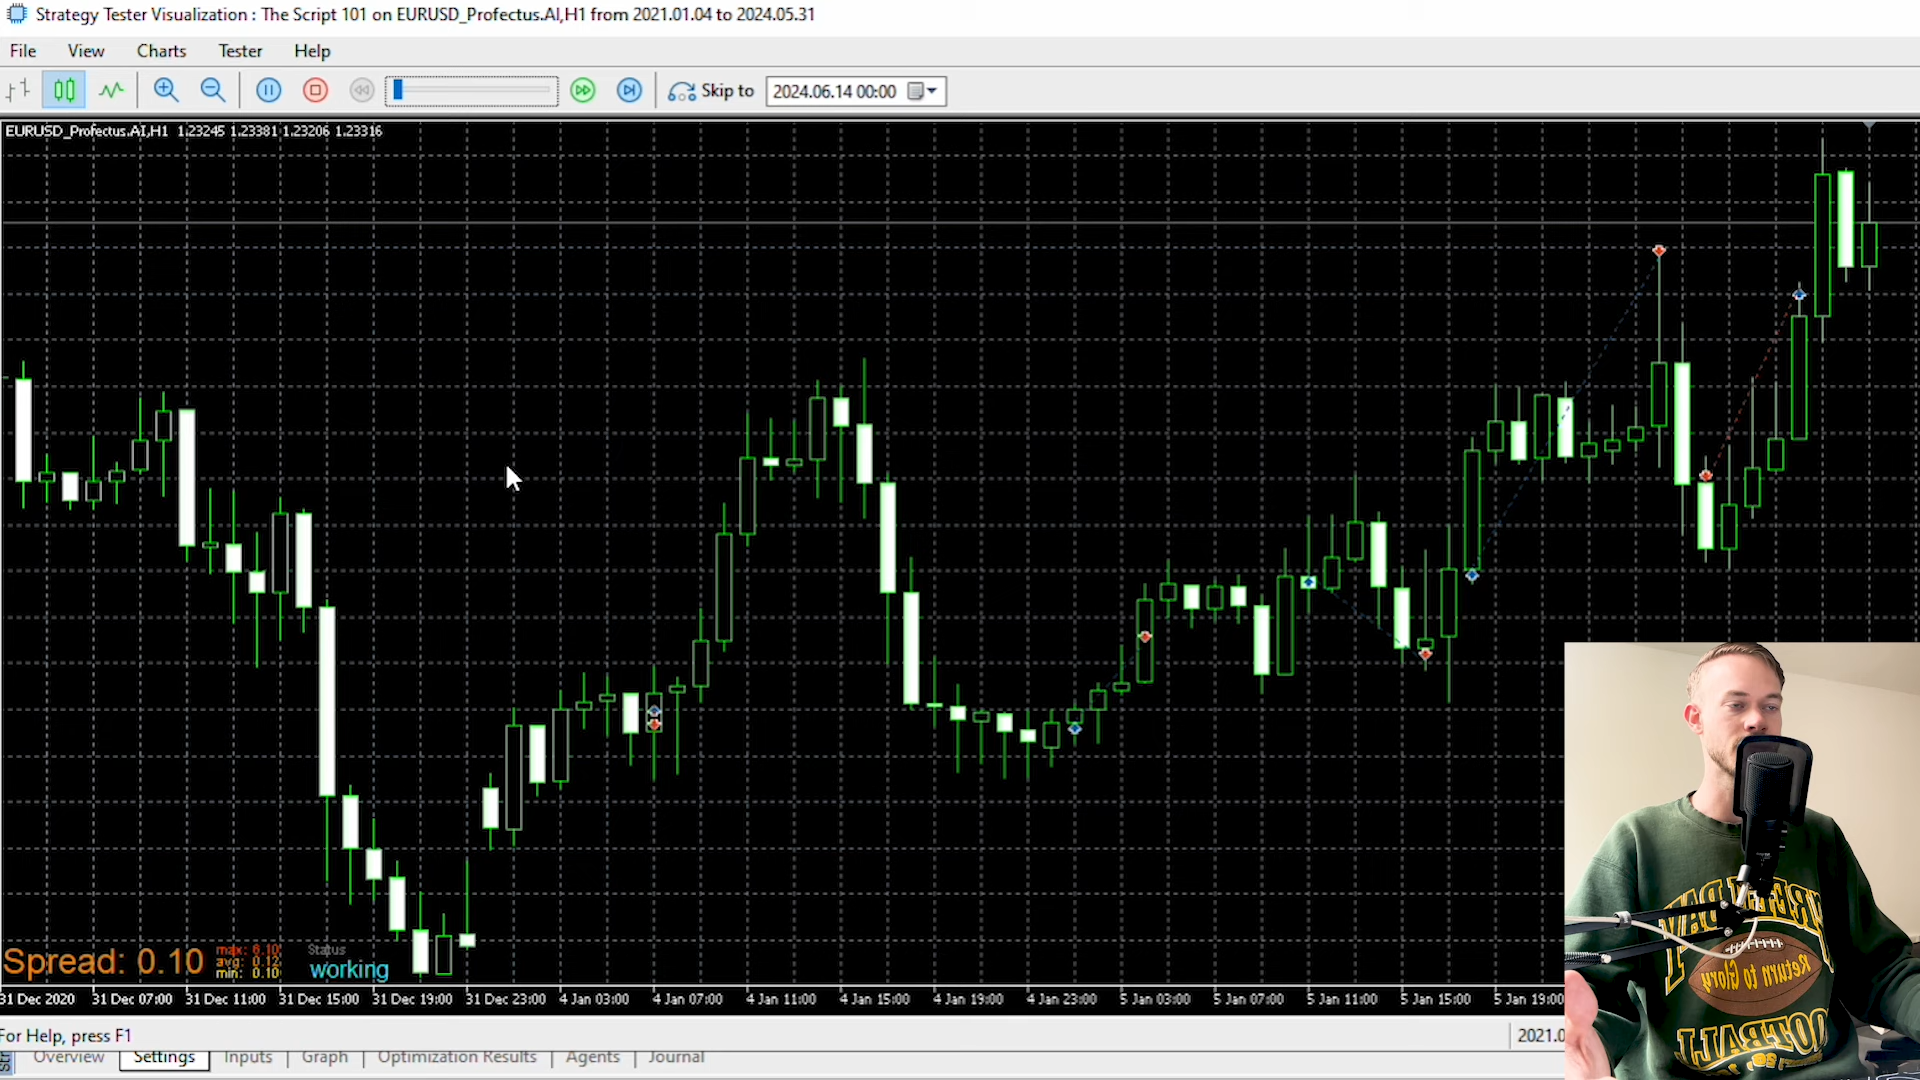 Strategy Tester Visualization : The Script 101 on EURUSD_Profectus.AI,H1 from 2021.01.04 to 2024.05.31
File View Charts Tester Help
Skip to 2024.06.14 00:00
EURUSD_Profectus.AI,H1 1.23245 1.23381 1.23206 1.23316
Spread: 0.10
max: 6.10
avg: 0.12
min: 0.10
Status
working
31 Dec 2020 31 Dec 07:00 31 Dec 11:00 31 Dec 15:00 31 Dec 19:00 31 Dec 23:00 4 Jan 03:00 4 Jan 07:00 4 Jan 11:00 4 Jan 15:00 4 Jan 19:00 4 Jan 23:00 5 Jan 03:00 5 Jan 07:00 5 Jan 11:00 5 Jan 15:00 5 Jan 19:00
For Help, press F1
2021.0
Overview Settings Inputs Graph Optimization Results Agents Journal
Return to Glory